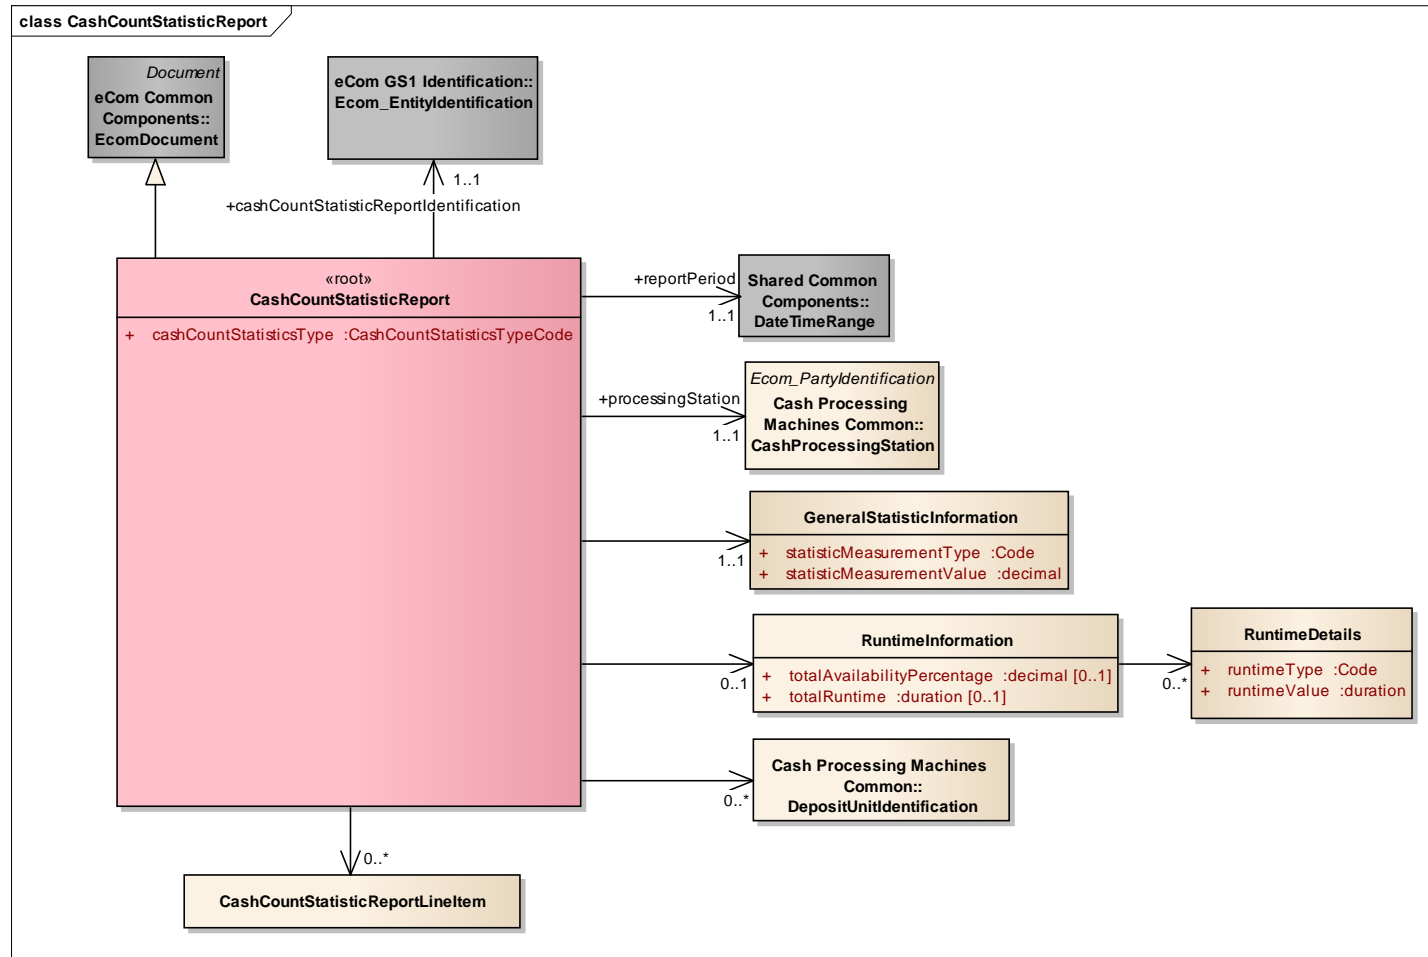 class CashCountStatisticReport
Document
eCom Common
Components::
EcomDocument
eCom GS1 Identification::
Ecom_EntityIdentification
1..1
+cashCountStatisticReportIdentification
«root»
CashCountStatisticReport
+ cashCountStatisticsType :CashCountStatisticsTypeCode
+reportPeriod
1..1
Shared Common
Components::
DateTimeRange
+processingStation
1..1
Ecom_PartyIdentification
Cash Processing
Machines Common::
CashProcessingStation
1..1
GeneralStatisticInformation
+ statisticMeasurementType :Code
+ statisticMeasurementValue :decimal
0..1
RuntimeInformation
+ totalAvailabilityPercentage :decimal [0..1]
+ totalRuntime :duration [0..1]
0..*
RuntimeDetails
+ runtimeType :Code
+ runtimeValue :duration
0..*
Cash Processing Machines
Common::
DepositUnitIdentification
0..*
CashCountStatisticReportLineItem